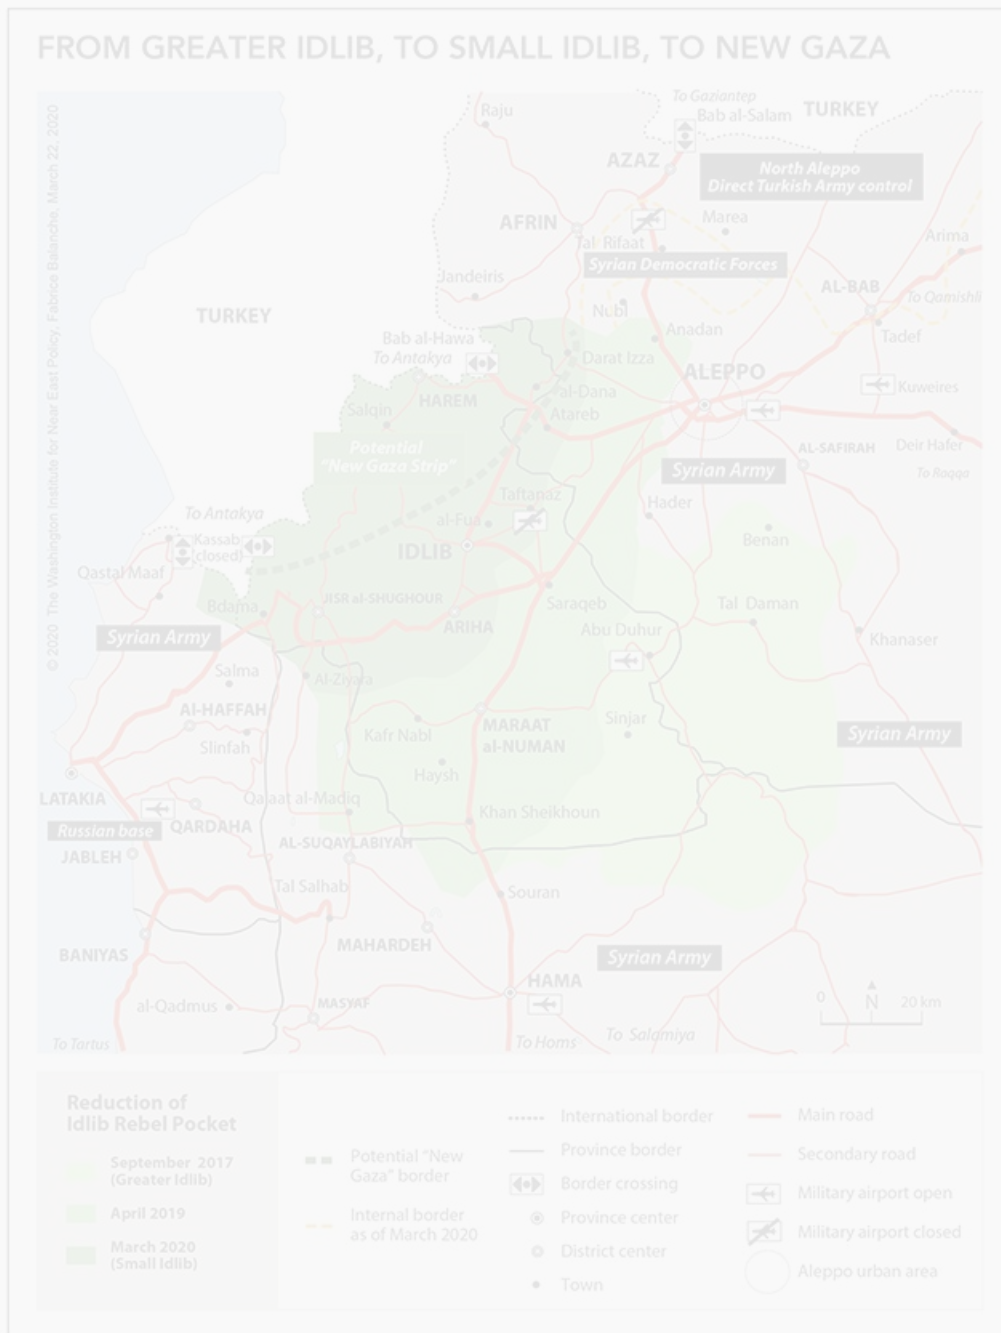 FROM GREATER IDLIB, TO SMALL IDLIB, TO NEW GAZA
© 2020 The Washington Institute for Near East Policy, Fabrice Balanche, March 22, 2020
To Gaziantep
Raju
Bab al-Salam
TURKEY
AZAZ
North Aleppo
Direct Turkish Army control
AFRIN
Marea
Tal Rifaat
Arima
Syrian Democratic Forces
Jandeiris
AL-BAB
To Qamishli
TURKEY
Nubl
Anadan
Tadef
Bab al-Hawa
To Antakya
Darat Izza
ALEPPO
al-Dana
Kuweires
HAREM
Salqin
Atareb
Potential
"New Gaza Strip"
AL-SAFIRAH
Deir Hafer
Syrian Army
To Raqqa
Taftanaz
Hader
To Antakya
al-Fua
Kassab
(closed)
IDLIB
Benan
Qastal Maaf
JISR al-SHUGHOUR
Bdama
Saraqeb
Tal Daman
ARIHA
Abu Duhur
Syrian Army
Khanaser
Salma
Al-Ziyara
Al-HAFFAH
Sinjar
MARAAT
al-NUMAN
Kafr Nabl
Syrian Army
Slinfah
Haysh
LATAKIA
Qalaat al-Madiq
Khan Sheikhoun
Russian base
QARDAHA
AL-SUQAYLABIYAH
JABLEH
Tal Salhab
Souran
MAHARDEH
BANIYAS
Syrian Army
HAMA
al-Qadmus
MASYAF
0 N 20 km
To Tartus
To Homs
To Salamiya
Reduction of
Idlib Rebel Pocket
September 2017
(Greater Idlib)
April 2019
March 2020
(Small Idlib)
Potential "New
Gaza" border
Internal border
as of March 2020
International border
Province border
Border crossing
Province center
District center
Town
Main road
Secondary road
Military airport open
Military airport closed
Aleppo urban area